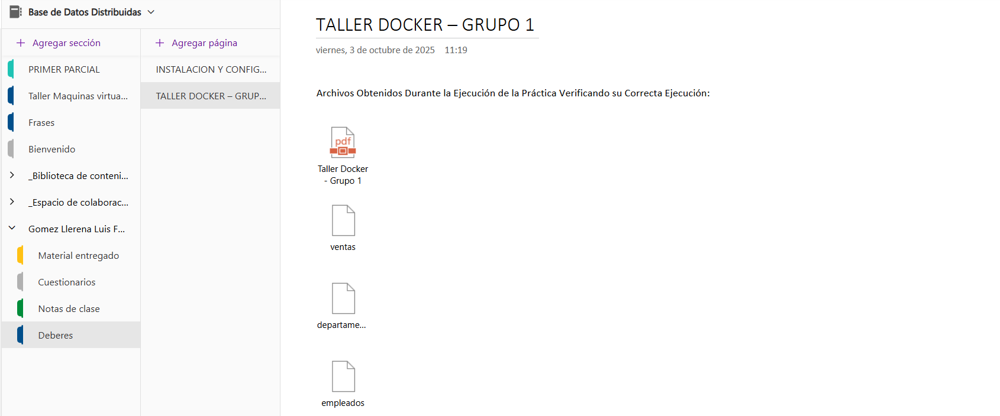 Base de Datos Distribuidas
Agregar sección
PRIMER PARCIAL
Taller Maquinas virtua...
Frases
Bienvenido
_Biblioteca de conteni...
_Espacio de colaborac...
Gomez Llerena Luis F...
Material entregado
Cuestionarios
Notas de clase
Deberes
Agregar página
INSTALACION Y CONFIG...
TALLER DOCKER – GRUP...
TALLER DOCKER – GRUPO 1
viernes, 3 de octubre de 2025 11:19
Archivos Obtenidos Durante la Ejecución de la Práctica Verificando su Correcta Ejecución:
pdf
Taller Docker
- Grupo 1
ventas
departame...
empleados